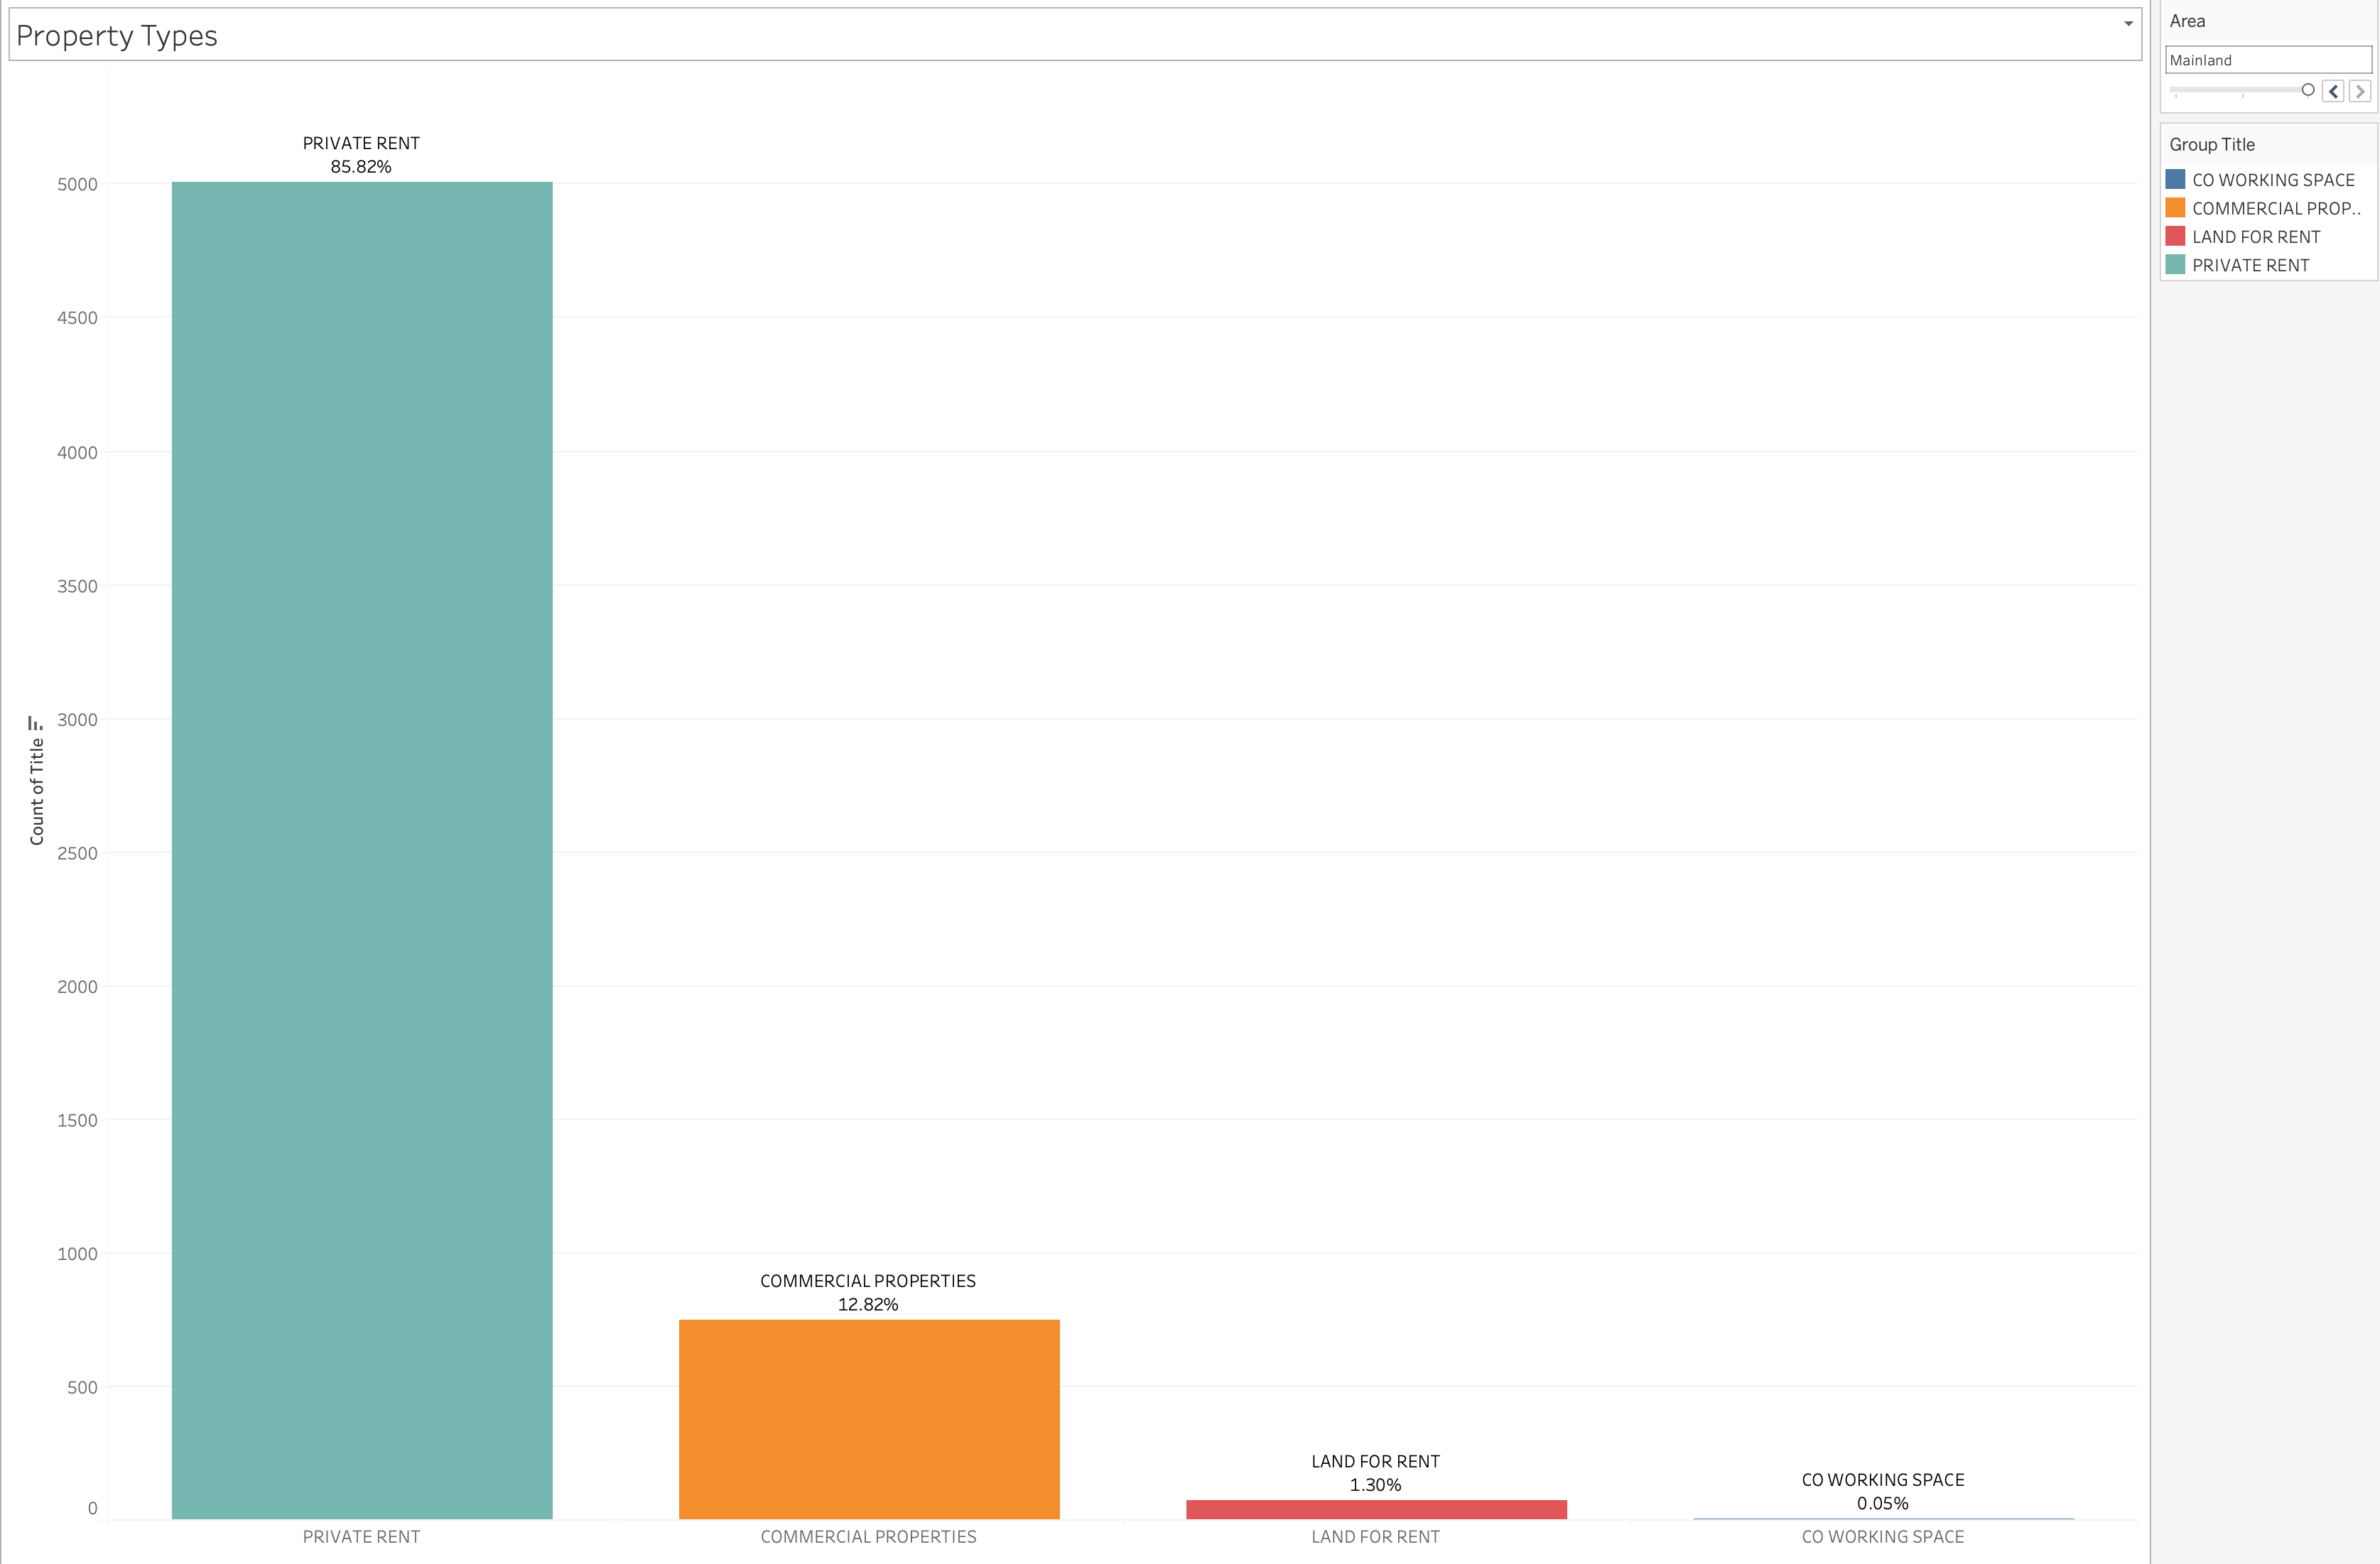 Property Types
Area
Mainland
Group Title
CO WORKING SPACE
COMMERCIAL PROP..
LAND FOR RENT
PRIVATE RENT
Count of Title
5000
4500
4000
3500
3000
2500
2000
1500
1000
500
0
PRIVATE RENT
85.82%
COMMERCIAL PROPERTIES
12.82%
LAND FOR RENT
1.30%
CO WORKING SPACE
0.05%
PRIVATE RENT
COMMERCIAL PROPERTIES
LAND FOR RENT
CO WORKING SPACE